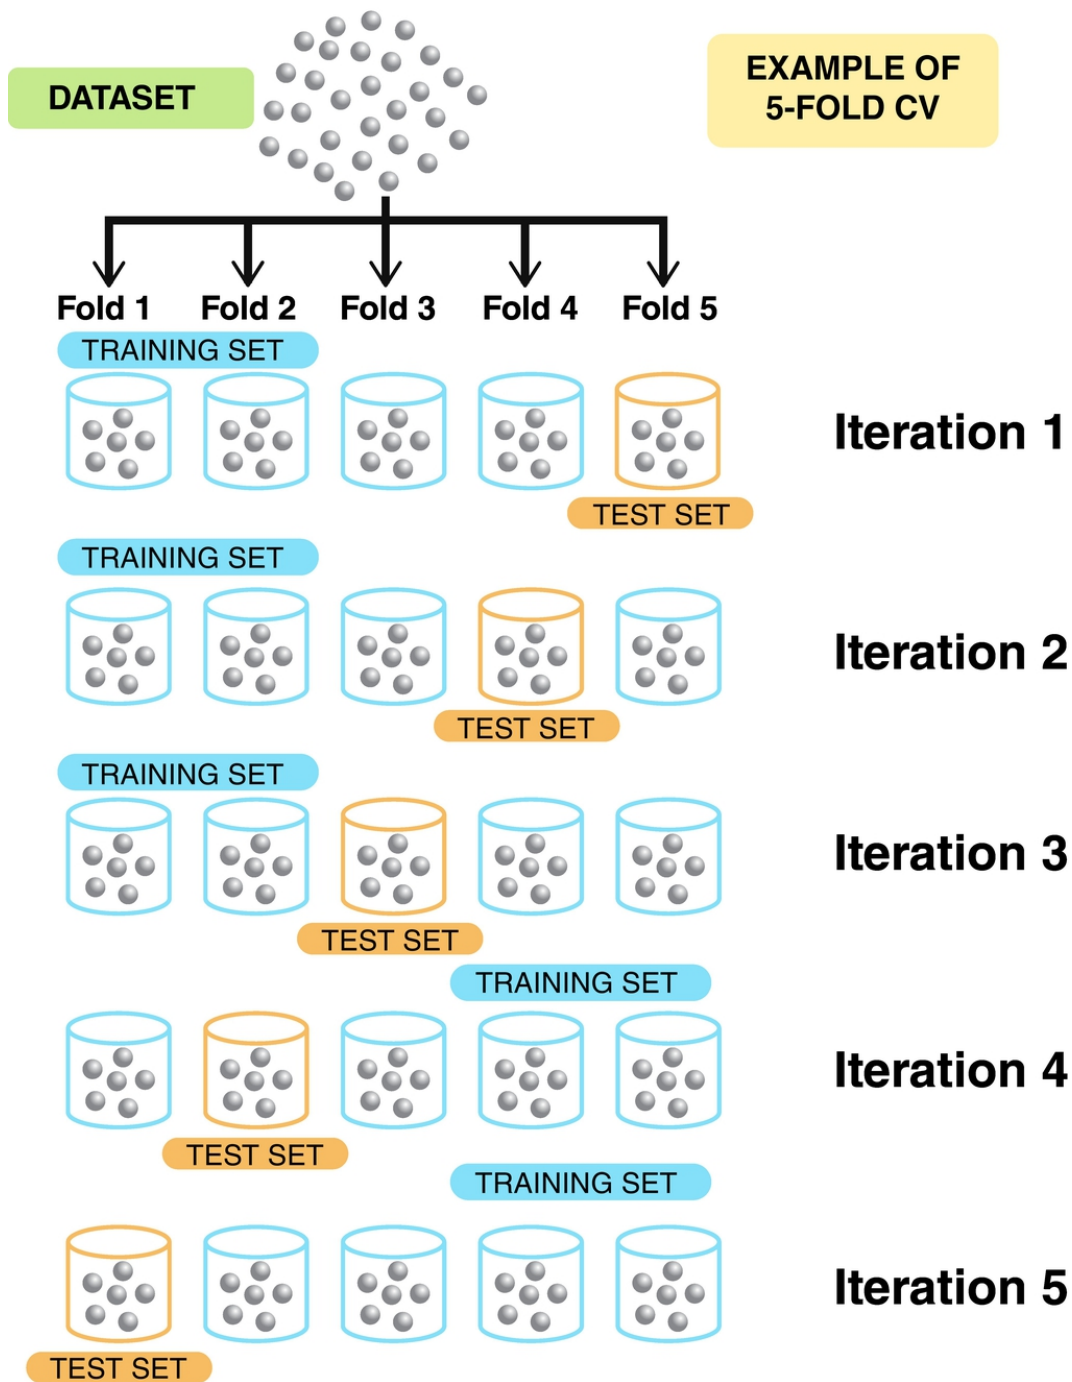 DATASET
EXAMPLE OF
5-FOLD CV
Fold 1 Fold 2 Fold 3 Fold 4 Fold 5
TRAINING SET
Iteration 1
TEST SET
TRAINING SET
Iteration 2
TEST SET
TRAINING SET
Iteration 3
TEST SET
TRAINING SET
Iteration 4
TEST SET
TRAINING SET
Iteration 5
TEST SET